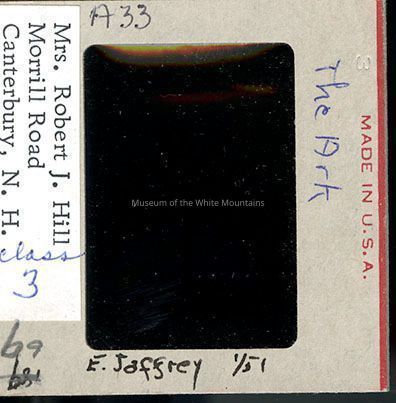 A33
Mrs. Robert J. Hill
Morrill Road
Canterbury, N. H.
class
3
69
The Ark
3
MADE IN U.S.A.
Museum of the White Mountains
E. Jaffrey 1/51